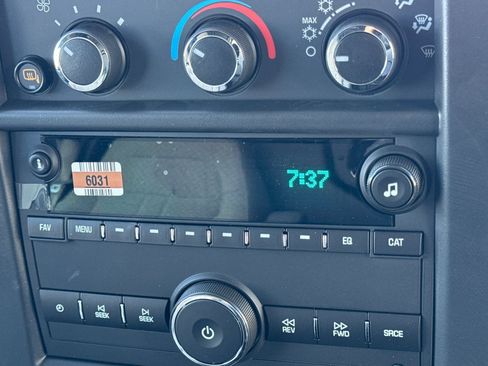 MAX
6031
7:37
FAV MENU EQ CAT
SEEK SEEK REV FWD SRCE